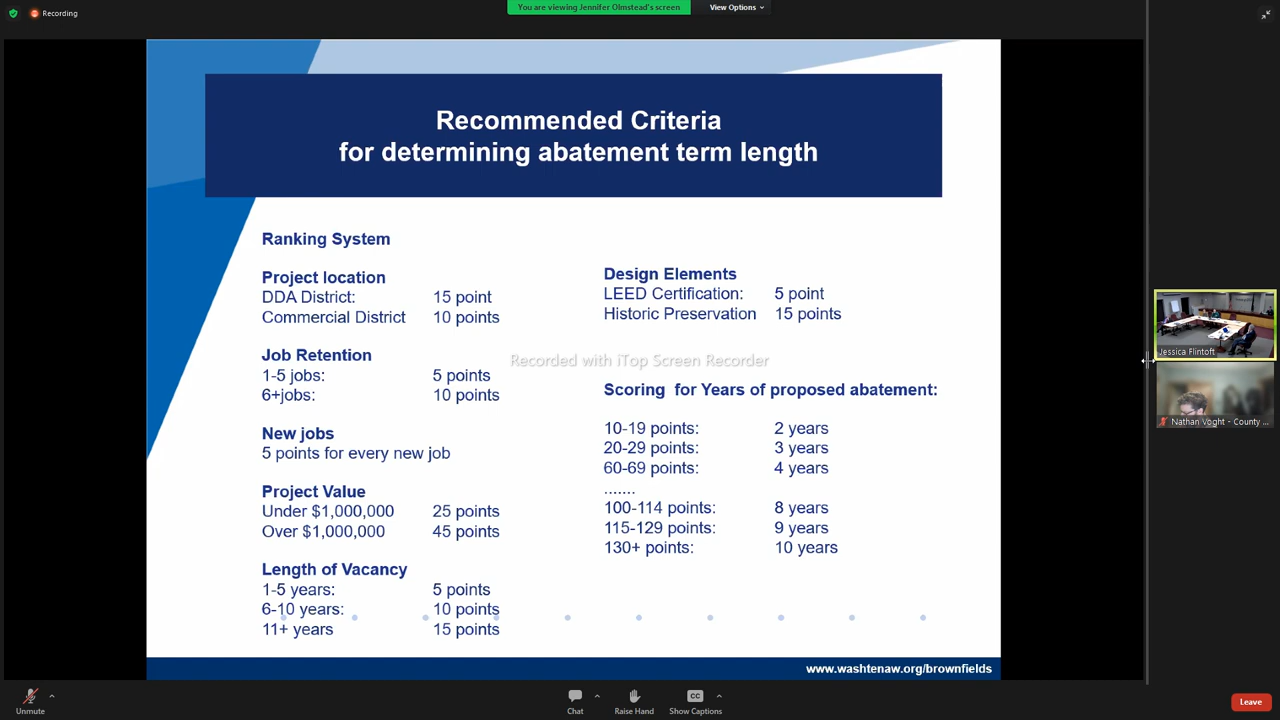 Recording
You are viewing Jennifer Olmstead's screen
View Options
Recommended Criteria
for determining abatement term length
Ranking System
Project location
DDA District: 15 point
Commercial District 10 points
Job Retention
1-5 jobs: 5 points
6+jobs: 10 points
New jobs
5 points for every new job
Project Value
Under $1,000,000 25 points
Over $1,000,000 45 points
Length of Vacancy
1-5 years: 5 points
6-10 years: 10 points
11+ years 15 points
Design Elements
LEED Certification: 5 point
Historic Preservation 15 points
Recorded with iTop Screen Recorder
Scoring for Years of proposed abatement:
10-19 points: 2 years
20-29 points: 3 years
60-69 points: 4 years
.......
100-114 points: 8 years
115-129 points: 9 years
130+ points: 10 years
www.washtenaw.org/brownfields
Jessica Flintoft
Nathan Voght - County ...
Unmute
Chat
Raise Hand
CC
Show Captions
Leave